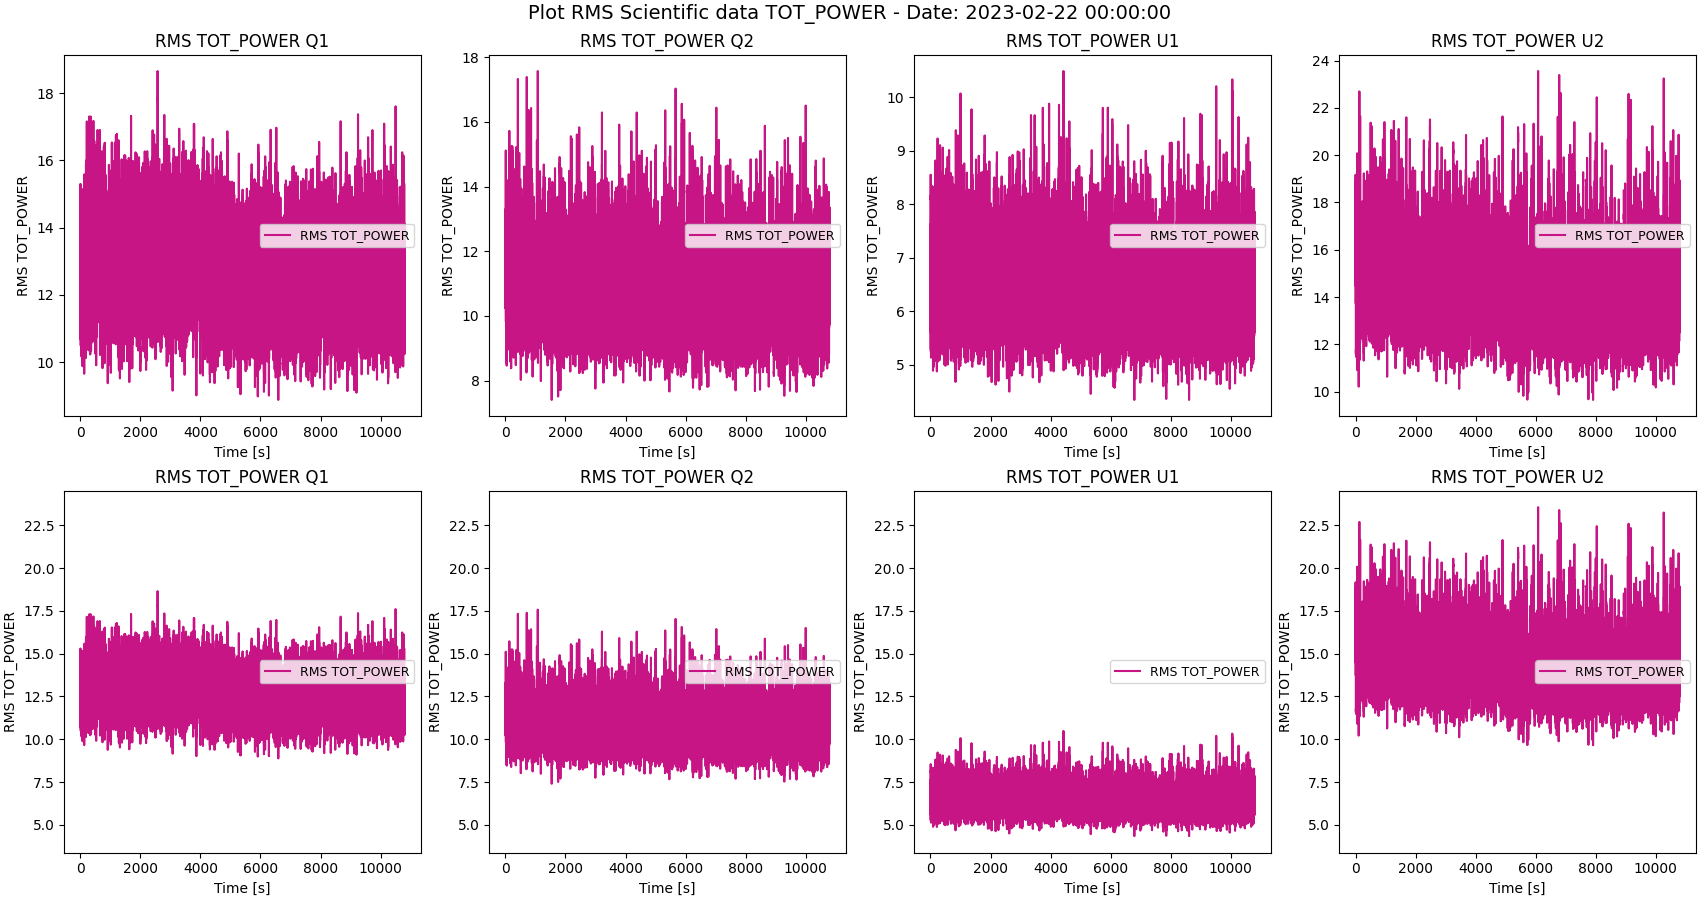 Plot RMS Scientific data TOT_POWER - Date: 2023-02-22 00:00:00
RMS TOT_POWER Q1
RMS TOT_POWER
18
16
14
12
10
RMS TOT_POWER
0 2000 4000 6000 8000 10000
Time [s]
RMS TOT_POWER Q2
RMS TOT_POWER
18
16
14
12
10
8
RMS TOT_POWER
0 2000 4000 6000 8000 10000
Time [s]
RMS TOT_POWER U1
RMS TOT_POWER
10
9
8
7
6
5
RMS TOT_POWER
0 2000 4000 6000 8000 10000
Time [s]
RMS TOT_POWER U2
RMS TOT_POWER
24
22
20
18
16
14
12
10
RMS TOT_POWER
0 2000 4000 6000 8000 10000
Time [s]
RMS TOT_POWER Q1
RMS TOT_POWER
22.5
20.0
17.5
15.0
12.5
10.0
7.5
5.0
RMS TOT_POWER
0 2000 4000 6000 8000 10000
Time [s]
RMS TOT_POWER Q2
RMS TOT_POWER
22.5
20.0
17.5
15.0
12.5
10.0
7.5
5.0
RMS TOT_POWER
0 2000 4000 6000 8000 10000
Time [s]
RMS TOT_POWER U1
RMS TOT_POWER
22.5
20.0
17.5
15.0
12.5
10.0
7.5
5.0
RMS TOT_POWER
0 2000 4000 6000 8000 10000
Time [s]
RMS TOT_POWER U2
RMS TOT_POWER
22.5
20.0
17.5
15.0
12.5
10.0
7.5
5.0
RMS TOT_POWER
0 2000 4000 6000 8000 10000
Time [s]